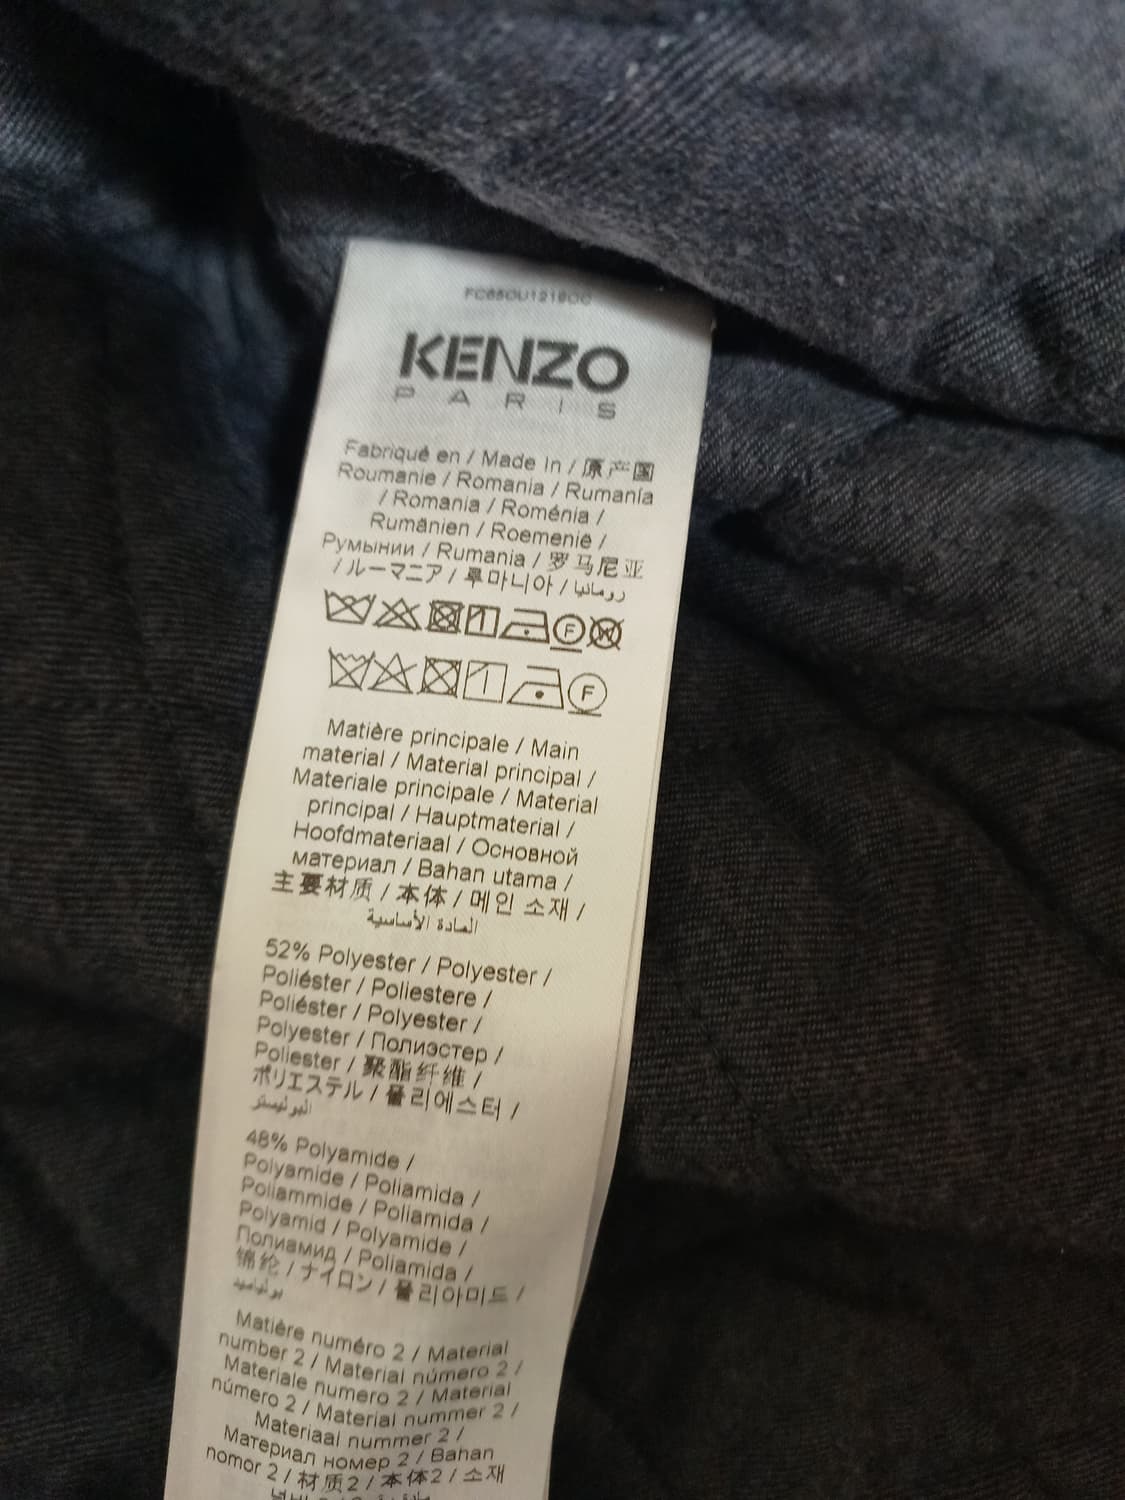 KENZO
PARIS
Fabriqué en / Made In / 原产国
Roumanie / Romania / Rumanía
/ Romania / Roménia /
Rumänien / Roemenië /
Румынии / Rumania / 罗马尼亚
/ ルーマニア / 루마니아 / رومانيا
F W
F
Matière principale / Main
material / Material principal /
Materiale principale / Material
principal / Hauptmaterial /
Hoofdmateriaal / Основной
материал / Bahan utama /
主要材质 / 本体 / 메인 소재 /
المادة الأساسية
52% Polyester / Polyester /
Poliéster / Poliestere /
Poliéster / Polyester /
Polyester / Полиэстер /
Poliester / 聚酯纤维 /
ポリエステル / 폴리에스터 /
البوليستر
48% Polyamide /
Polyamide / Poliamida /
Poliammide / Poliamida /
Polyamid / Polyamide /
Полиамид / Poliamida /
锦纶 / ナイロン / 폴리아미드 /
بولياميد
Matière numéro 2 / Material
number 2 / Material número 2 /
Materiale numero 2 / Material
número 2 / Material nummer 2 /
Materiaal nummer 2 /
Материал номер 2 / Bahan
nomor 2 / 材质2 / 本体2 / 소재